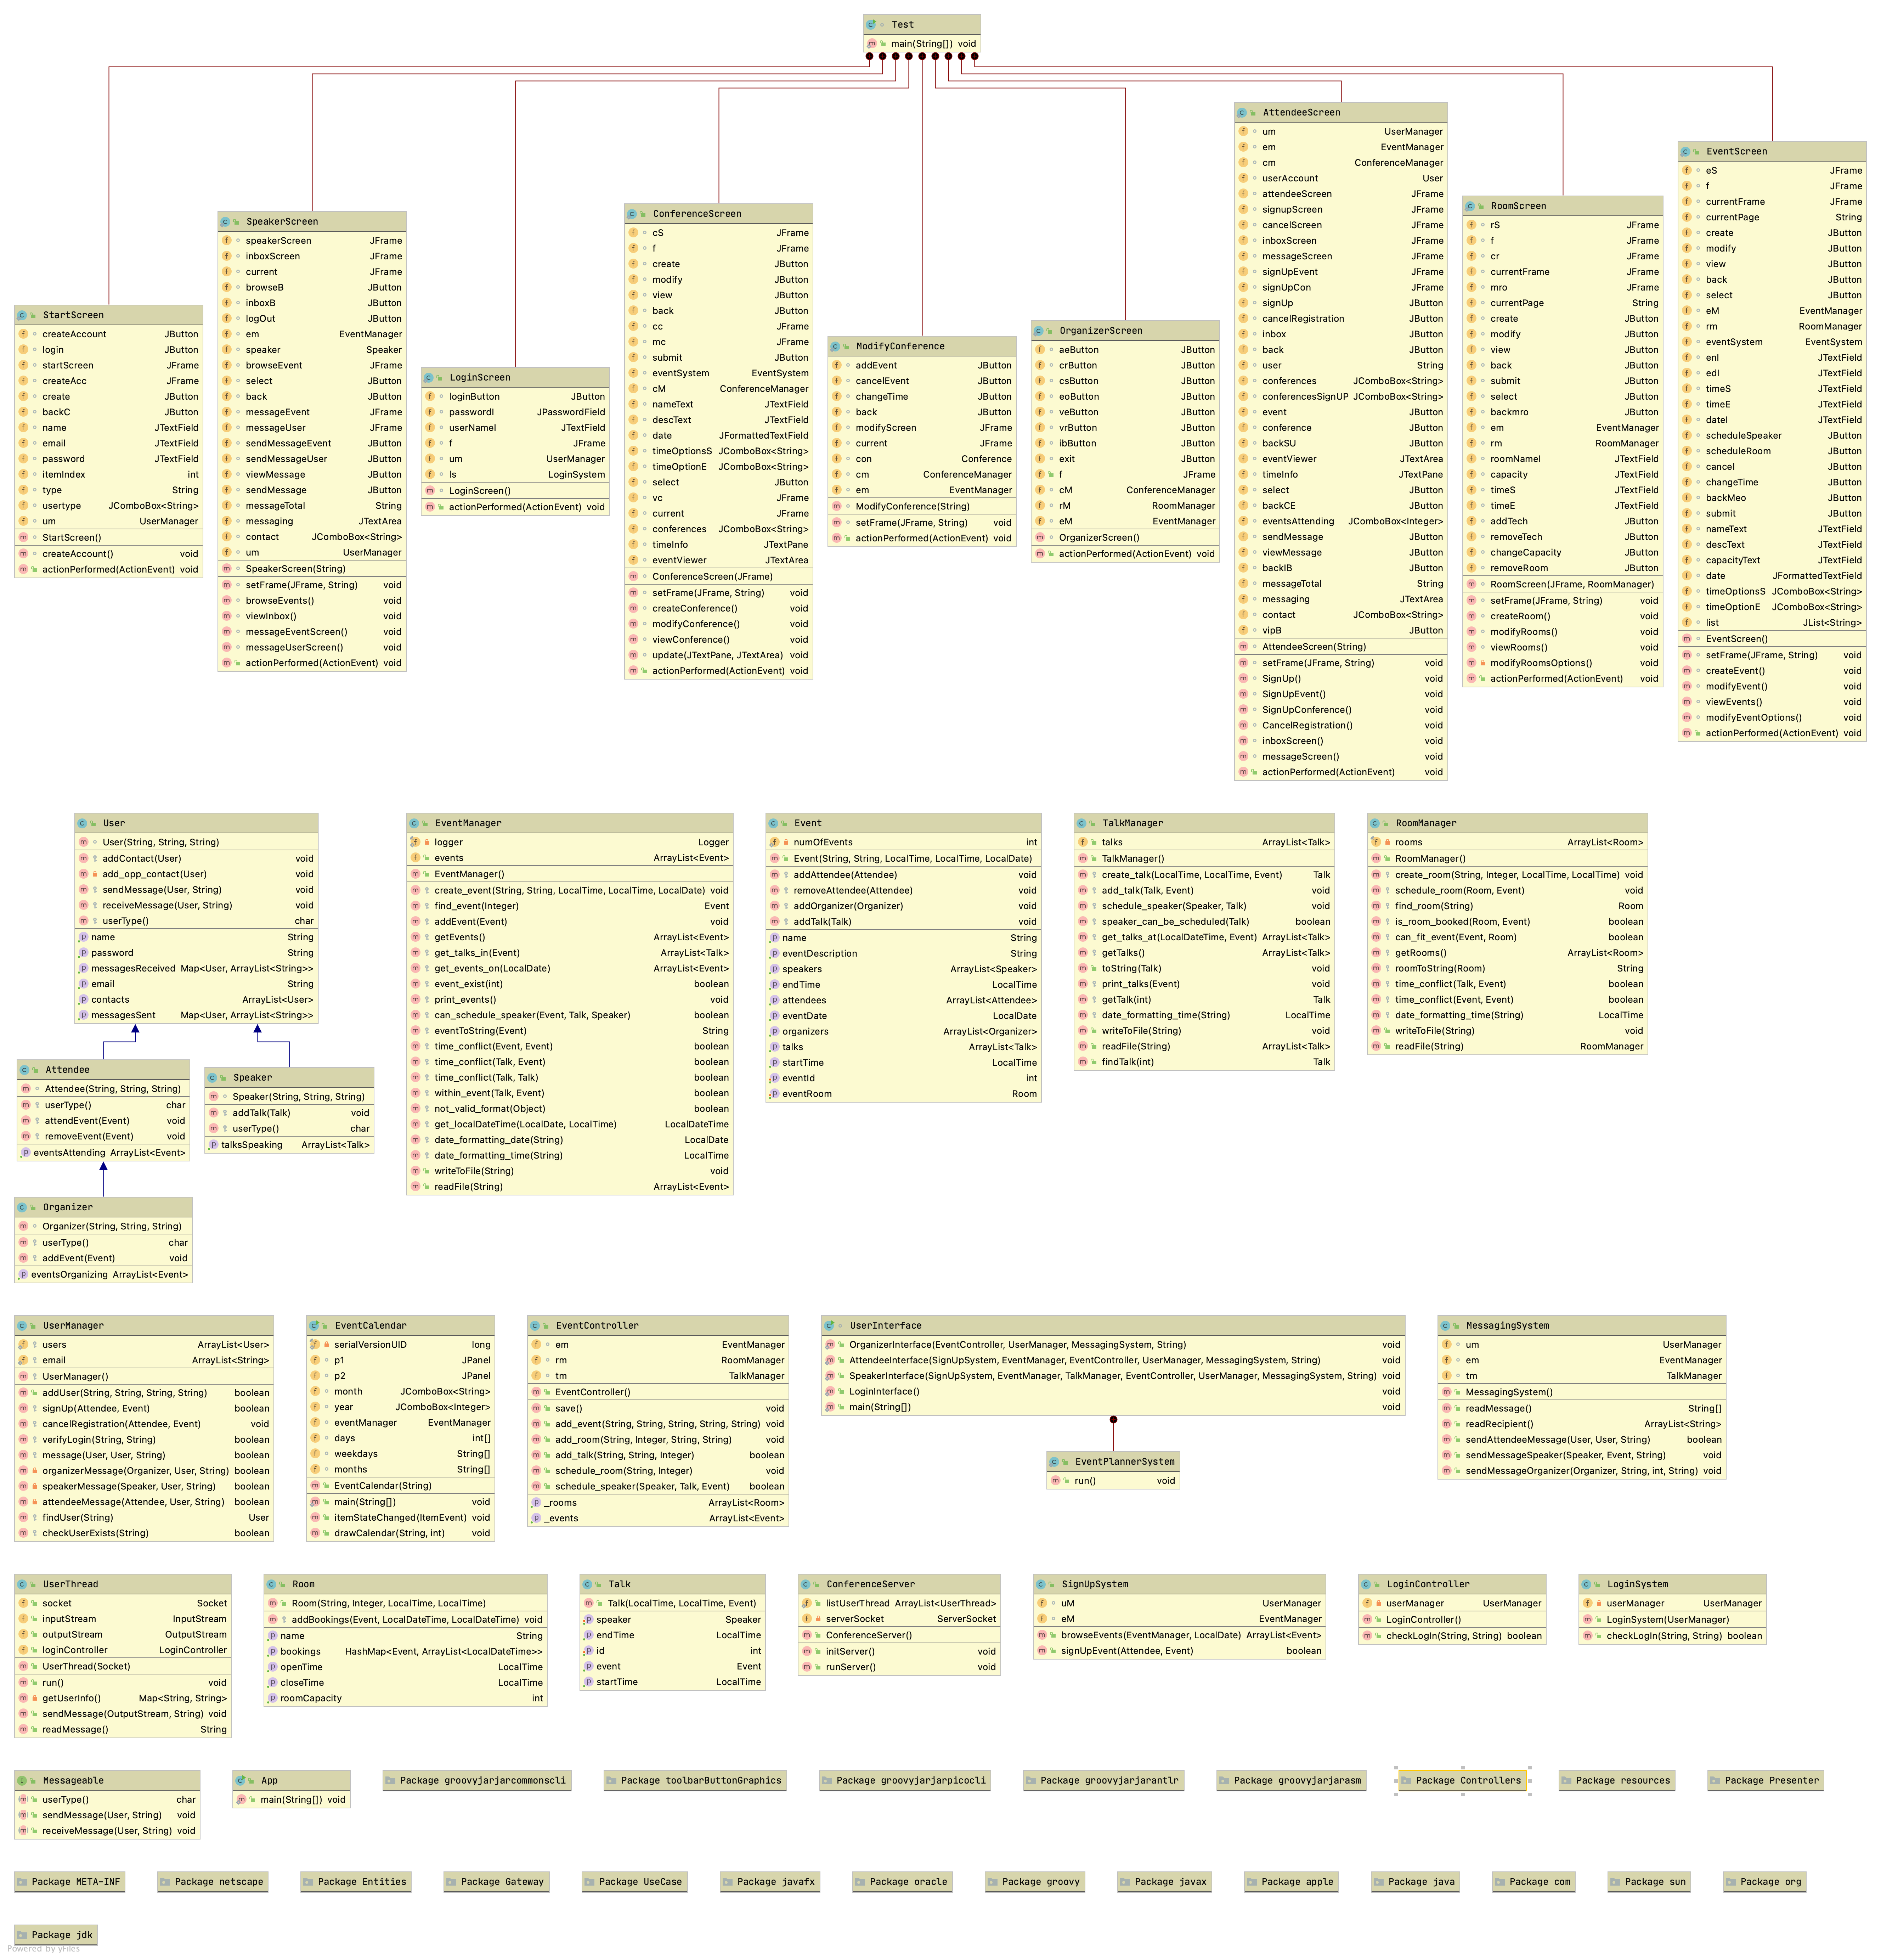 Test
main(String[]) void
StartScreen
createAccount JButton
login JButton
startScreen JFrame
createAcc JFrame
create JButton
backC JButton
name JTextField
email JTextField
password JTextField
itemIndex int
type String
usertype JComboBox<String>
um UserManager
StartScreen()
createAccount() void
actionPerformed(ActionEvent) void
SpeakerScreen
speakerScreen JFrame
inboxScreen JFrame
current JFrame
browseB JButton
inboxB JButton
logOut JButton
em EventManager
speaker Speaker
browseEvent JFrame
select JButton
back JButton
messageEvent JFrame
messageUser JFrame
sendMessageEvent JButton
sendMessageUser JButton
viewMessage JButton
sendMessage JButton
messageTotal String
messaging JTextArea
contact JComboBox<String>
um UserManager
SpeakerScreen(String)
setFrame(JFrame, String) void
browseEvents() void
viewInbox() void
messageEventScreen() void
messageUserScreen() void
actionPerformed(ActionEvent) void
LoginScreen
loginButton JButton
passwordI JPasswordField
userNameI JTextField
f JFrame
um UserManager
ls LoginSystem
LoginScreen()
actionPerformed(ActionEvent) void
ConferenceScreen
cS JFrame
f JFrame
create JButton
modify JButton
view JButton
back JButton
cc JFrame
mc JFrame
submit JButton
eventSystem EventSystem
cM ConferenceManager
nameText JTextField
descText JTextField
date JFormattedTextField
timeOptionsS JComboBox<String>
timeOptionE JComboBox<String>
select JButton
vc JFrame
current JFrame
conferences JComboBox<String>
timeInfo JTextPane
eventViewer JTextArea
ConferenceScreen(JFrame)
setFrame(JFrame, String) void
createConference() void
modifyConference() void
viewConference() void
update(JTextPane, JTextArea) void
actionPerformed(ActionEvent) void
ModifyConference
addEvent JButton
cancelEvent JButton
changeTime JButton
back JButton
modifyScreen JFrame
current JFrame
con Conference
cm ConferenceManager
em EventManager
ModifyConference(String)
setFrame(JFrame, String) void
actionPerformed(ActionEvent) void
OrganizerScreen
aeButton JButton
crButton JButton
csButton JButton
eoButton JButton
veButton JButton
vrButton JButton
ibButton JButton
exit JButton
f JFrame
cM ConferenceManager
rM RoomManager
eM EventManager
OrganizerScreen()
actionPerformed(ActionEvent) void
AttendeeScreen
um UserManager
em EventManager
cm ConferenceManager
userAccount User
attendeeScreen JFrame
signupScreen JFrame
cancelScreen JFrame
inboxScreen JFrame
messageScreen JFrame
signUpEvent JFrame
signUpCon JFrame
signUp JButton
cancelRegistration JButton
inbox JButton
back JButton
user String
conferences JComboBox<String>
conferencesSignUP JComboBox<String>
event JButton
conference JButton
backSU JButton
eventViewer JTextArea
timeInfo JTextPane
select JButton
backCE JButton
eventsAttending JComboBox<Integer>
sendMessage JButton
viewMessage JButton
backIB JButton
messageTotal String
messaging JTextArea
contact JComboBox<String>
vipB JButton
AttendeeScreen(String)
setFrame(JFrame, String) void
SignUp() void
SignUpEvent() void
SignUpConference() void
CancelRegistration() void
inboxScreen() void
messageScreen() void
actionPerformed(ActionEvent) void
RoomScreen
rS JFrame
f JFrame
cr JFrame
currentFrame JFrame
mro JFrame
currentPage String
create JButton
modify JButton
view JButton
back JButton
submit JButton
select JButton
backmro JButton
em EventManager
rm RoomManager
roomNameI JTextField
capacity JTextField
timeS JTextField
timeE JTextField
addTech JButton
removeTech JButton
changeCapacity JButton
removeRoom JButton
RoomScreen(JFrame, RoomManager)
setFrame(JFrame, String) void
createRoom() void
modifyRooms() void
viewRooms() void
modifyRoomsOptions() void
actionPerformed(ActionEvent) void
EventScreen
eS JFrame
f JFrame
currentFrame JFrame
currentPage String
create JButton
modify JButton
view JButton
back JButton
select JButton
eM EventManager
rm RoomManager
eventSystem EventSystem
enI JTextField
edI JTextField
timeS JTextField
timeE JTextField
dateI JTextField
scheduleSpeaker JButton
scheduleRoom JButton
cancel JButton
changeTime JButton
backMeo JButton
submit JButton
nameText JTextField
descText JTextField
capacityText JTextField
date JFormattedTextField
timeOptionsS JComboBox<String>
timeOptionE JComboBox<String>
list JList<String>
EventScreen()
setFrame(JFrame, String) void
createEvent() void
modifyEvent() void
viewEvents() void
modifyEventOptions() void
actionPerformed(ActionEvent) void
User
User(String, String, String)
addContact(User) void
add_opp_contact(User) void
sendMessage(User, String) void
receiveMessage(User, String) void
userType() char
name String
password String
messagesReceived Map<User, ArrayList<String>>
email String
contacts ArrayList<User>
messagesSent Map<User, ArrayList<String>>
Attendee
Attendee(String, String, String)
userType() char
attendEvent(Event) void
removeEvent(Event) void
eventsAttending ArrayList<Event>
Speaker
Speaker(String, String, String)
addTalk(Talk) void
userType() char
talksSpeaking ArrayList<Talk>
Organizer
Organizer(String, String, String)
userType() char
addEvent(Event) void
eventsOrganizing ArrayList<Event>
EventManager
logger Logger
events ArrayList<Event>
EventManager()
create_event(String, String, LocalTime, LocalTime, LocalDate) void
find_event(Integer) Event
addEvent(Event) void
getEvents() ArrayList<Event>
get_talks_in(Event) ArrayList<Talk>
get_events_on(LocalDate) ArrayList<Event>
event_exist(int) boolean
print_events() void
can_schedule_speaker(Event, Talk, Speaker) boolean
eventToString(Event) String
time_conflict(Event, Event) boolean
time_conflict(Talk, Event) boolean
time_conflict(Talk, Talk) boolean
within_event(Talk, Event) boolean
not_valid_format(Object) boolean
get_localDateTime(LocalDate, LocalTime) LocalDateTime
date_formatting_date(String) LocalDate
date_formatting_time(String) LocalTime
writeToFile(String) void
readFile(String) ArrayList<Event>
Event
numOfEvents int
Event(String, String, LocalTime, LocalTime, LocalDate)
addAttendee(Attendee) void
removeAttendee(Attendee) void
addOrganizer(Organizer) void
addTalk(Talk) void
name String
eventDescription String
speakers ArrayList<Speaker>
endTime LocalTime
attendees ArrayList<Attendee>
eventDate LocalDate
organizers ArrayList<Organizer>
talks ArrayList<Talk>
startTime LocalTime
eventId int
eventRoom Room
TalkManager
talks ArrayList<Talk>
TalkManager()
create_talk(LocalTime, LocalTime, Event) Talk
add_talk(Talk, Event) void
schedule_speaker(Speaker, Talk) void
speaker_can_be_scheduled(Talk) boolean
get_talks_at(LocalDateTime, Event) ArrayList<Talk>
getTalks() ArrayList<Talk>
toString(Talk) void
print_talks(Event) void
getTalk(int) Talk
date_formatting_time(String) LocalTime
writeToFile(String) void
readFile(String) ArrayList<Talk>
findTalk(int) Talk
RoomManager
rooms ArrayList<Room>
RoomManager()
create_room(String, Integer, LocalTime, LocalTime) void
schedule_room(Room, Event) void
find_room(String) Room
is_room_booked(Room, Event) boolean
can_fit_event(Event, Room) boolean
getRooms() ArrayList<Room>
roomToString(Room) String
time_conflict(Talk, Event) boolean
time_conflict(Event, Event) boolean
date_formatting_time(String) LocalTime
writeToFile(String) void
readFile(String) RoomManager
UserManager
users ArrayList<User>
email ArrayList<String>
UserManager()
addUser(String, String, String, String) boolean
signUp(Attendee, Event) boolean
cancelRegistration(Attendee, Event) void
verifyLogin(String, String) boolean
message(User, User, String) boolean
organizerMessage(Organizer, User, String) boolean
speakerMessage(Speaker, User, String) boolean
attendeeMessage(Attendee, User, String) boolean
findUser(String) User
checkUserExists(String) boolean
EventCalendar
serialVersionUID long
p1 JPanel
p2 JPanel
month JComboBox<String>
year JComboBox<Integer>
eventManager EventManager
days int[]
weekdays String[]
months String[]
EventCalendar(String)
main(String[]) void
itemStateChanged(ItemEvent) void
drawCalendar(String, int) void
EventController
em EventManager
rm RoomManager
tm TalkManager
EventController()
save() void
add_event(String, String, String, String, String) void
add_room(String, Integer, String, String) void
add_talk(String, String, Integer) boolean
schedule_room(String, Integer) void
schedule_speaker(Speaker, Talk, Event) boolean
_rooms ArrayList<Room>
_events ArrayList<Event>
UserInterface
OrganizerInterface(EventController, UserManager, MessagingSystem, String) void
AttendeeInterface(SignUpSystem, EventManager, EventController, UserManager, MessagingSystem, String) void
SpeakerInterface(SignUpSystem, EventManager, TalkManager, EventController, UserManager, MessagingSystem, String) void
LoginInterface() void
main(String[]) void
EventPlannerSystem
run() void
MessagingSystem
um UserManager
em EventManager
tm TalkManager
MessagingSystem()
readMessage() String[]
readRecipient() ArrayList<String>
sendAttendeeMessage(User, User, String) boolean
sendMessageSpeaker(Speaker, Event, String) void
sendMessageOrganizer(Organizer, String, int, String) void
UserThread
socket Socket
inputStream InputStream
outputStream OutputStream
loginController LoginController
UserThread(Socket)
run() void
getUserInfo() Map<String, String>
sendMessage(OutputStream, String) void
readMessage() String
Room
Room(String, Integer, LocalTime, LocalTime)
addBookings(Event, LocalDateTime, LocalDateTime) void
name String
bookings HashMap<Event, ArrayList<LocalDateTime>>
openTime LocalTime
closeTime LocalTime
roomCapacity int
Talk
Talk(LocalTime, LocalTime, Event)
speaker Speaker
endTime LocalTime
id int
event Event
startTime LocalTime
ConferenceServer
listUserThread ArrayList<UserThread>
serverSocket ServerSocket
ConferenceServer()
initServer() void
runServer() void
SignUpSystem
uM UserManager
eM EventManager
browseEvents(EventManager, LocalDate) ArrayList<Event>
signUpEvent(Attendee, Event) boolean
LoginController
userManager UserManager
LoginController()
checkLogIn(String, String) boolean
LoginSystem
userManager UserManager
LoginSystem(UserManager)
checkLogIn(String, String) boolean
Messageable
userType() char
sendMessage(User, String) void
receiveMessage(User, String) void
App
main(String[]) void
Package groovyjarjarcommonscli
Package toolbarButtonGraphics
Package groovyjarjarpicocli
Package groovyjarjarantlr
Package groovyjarjarasm
Package Controllers
Package resources
Package Presenter
Package META-INF
Package netscape
Package Entities
Package Gateway
Package UseCase
Package javafx
Package oracle
Package groovy
Package javax
Package apple
Package java
Package com
Package sun
Package org
Package jdk
Powered by yFiles